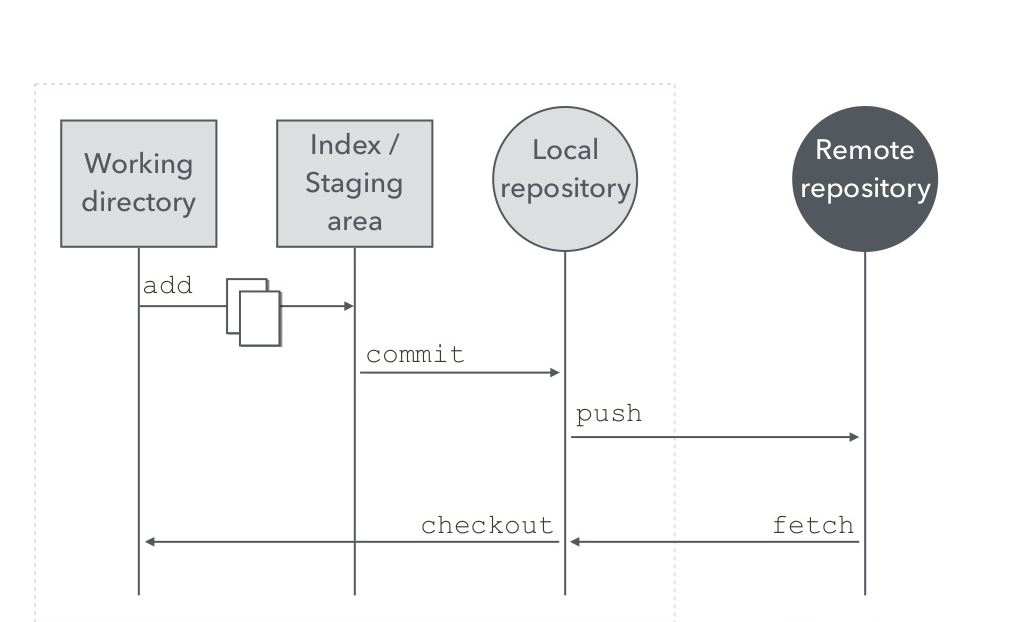 Working
directory
Index /
Staging
area
Local
repository
Remote
repository
add
commit
push
checkout
fetch